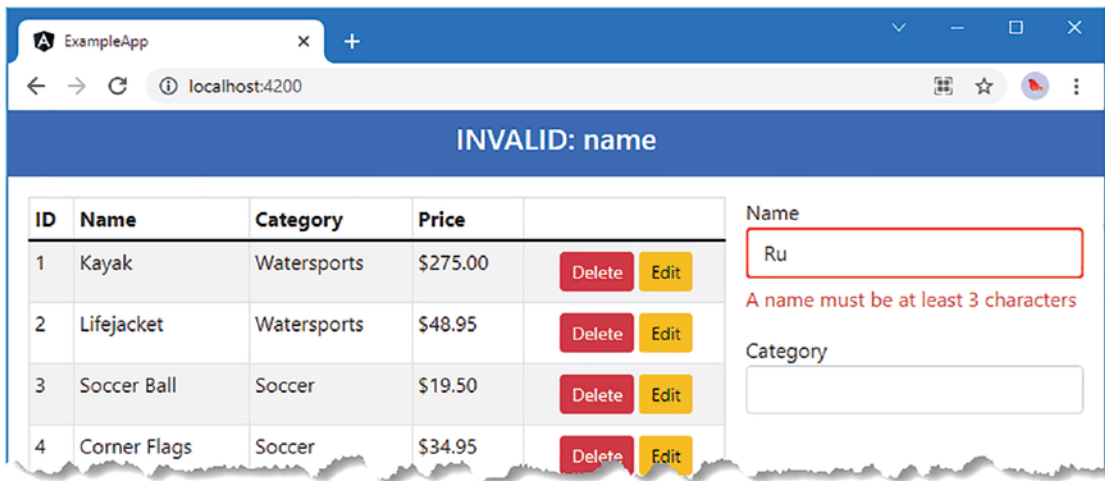 ExampleApp
localhost:4200
INVALID: name
ID Name Category Price
1 Kayak Watersports $275.00 Delete Edit
2 Lifejacket Watersports $48.95 Delete Edit
3 Soccer Ball Soccer $19.50 Delete Edit
4 Corner Flags Soccer $34.95 Delete Edit
Name
Ru
A name must be at least 3 characters
Category